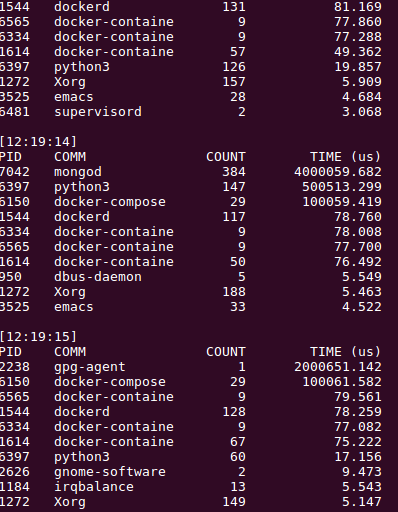 1544 dockerd 131 81.169
6565 docker-containe 9 77.860
6334 docker-containe 9 77.288
1614 docker-containe 57 49.362
6397 python3 126 19.857
1272 Xorg 157 5.909
3525 emacs 28 4.684
6481 supervisord 2 3.068

[12:19:14]
PID COMM COUNT TIME (us)
7042 mongod 384 4000059.682
6397 python3 147 500513.299
6150 docker-compose 29 100059.419
1544 dockerd 117 78.760
6334 docker-containe 9 78.008
6565 docker-containe 9 77.700
1614 docker-containe 50 76.492
950 dbus-daemon 5 5.549
1272 Xorg 188 5.463
3525 emacs 33 4.522

[12:19:15]
PID COMM COUNT TIME (us)
2238 gpg-agent 1 2000651.142
6150 docker-compose 29 100061.582
6565 docker-containe 9 79.561
1544 dockerd 128 78.259
6334 docker-containe 9 77.082
1614 docker-containe 67 75.222
6397 python3 60 17.156
2626 gnome-software 2 9.473
1184 irqbalance 13 5.543
1272 Xorg 149 5.147